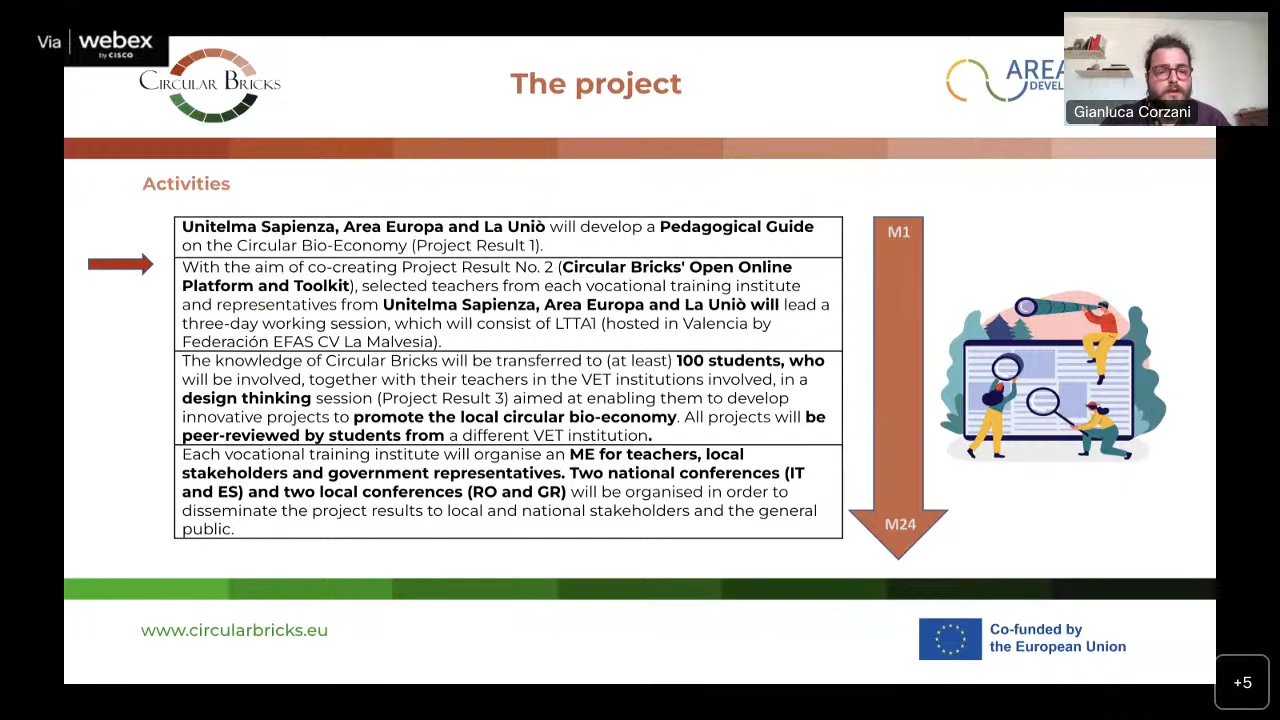 Via webex
by CISCO
CIRCULAR BRICKS
The project
AREA
DEVEL
Gianluca Corzani
Activities
Unitelma Sapienza, Area Europa and La Uniò will develop a Pedagogical Guide
on the Circular Bio-Economy (Project Result 1).
With the aim of co-creating Project Result No. 2 (Circular Bricks' Open Online
Platform and Toolkit), selected teachers from each vocational training institute
and representatives from Unitelma Sapienza, Area Europa and La Uniò will lead a
three-day working session, which will consist of LTTA1 (hosted in Valencia by
Federación EFAS CV La Malvesia).
The knowledge of Circular Bricks will be transferred to (at least) 100 students, who
will be involved, together with their teachers in the VET institutions involved, in a
design thinking session (Project Result 3) aimed at enabling them to develop
innovative projects to promote the local circular bio-economy. All projects will be
peer-reviewed by students from a different VET institution.
Each vocational training institute will organise an ME for teachers, local
stakeholders and government representatives. Two national conferences (IT
and ES) and two local conferences (RO and GR) will be organised in order to
disseminate the project results to local and national stakeholders and the general
public.
M1
M24
www.circularbricks.eu
Co-funded by
the European Union
+5